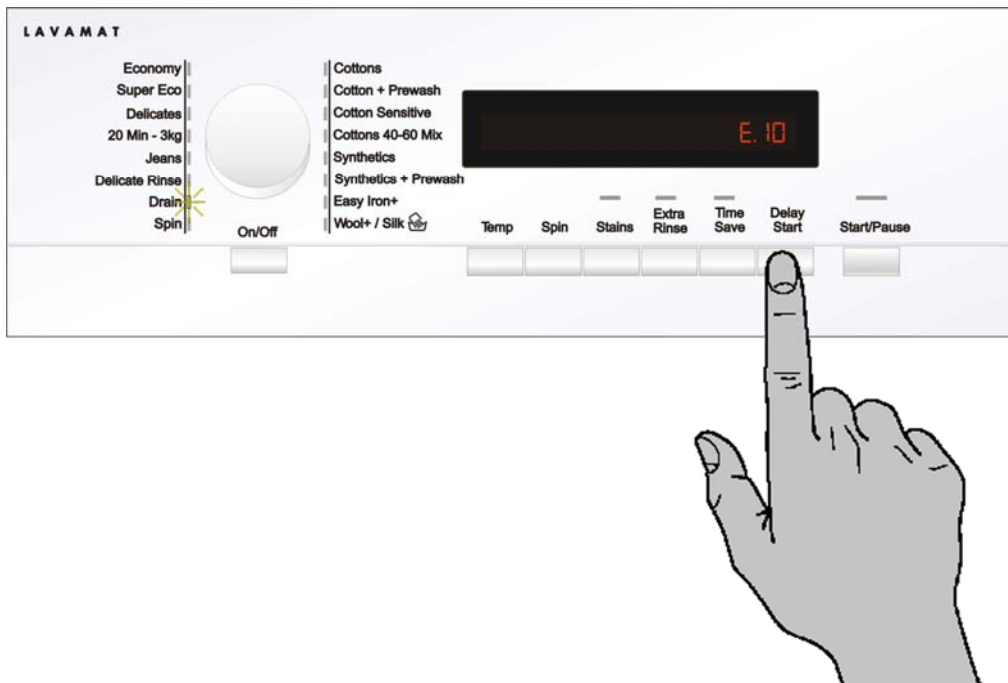 LAVAMAT
Economy
Super Eco
Delicates
20 Min - 3kg
Jeans
Delicate Rinse
Drain
Spin
On/Off
Cottons
Cotton + Prewash
Cotton Sensitive
Cottons 40-60 Mix
Synthetics
Synthetics + Prewash
Easy Iron+
Wool+ / Silk
E. 10
Temp
Spin
Stains
Extra
Rinse
Time
Save
Delay
Start
Start/Pause